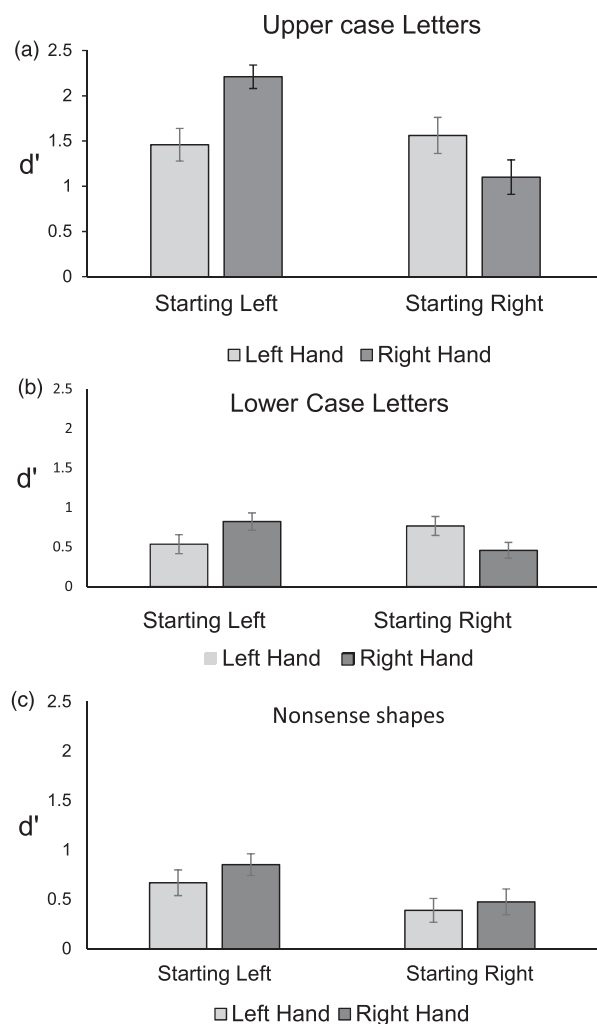 Upper case Letters
(a)
2.5
2
1.5
1
0.5
0
d'
Starting Left Starting Right
Left Hand Right Hand
(b)
Lower Case Letters
2.5
2
1.5
1
0.5
0
d'
Starting Left Starting Right
Left Hand Right Hand
(c)
Nonsense shapes
2.5
2
1.5
1
0.5
0
d'
Starting Left Starting Right
Left Hand Right Hand